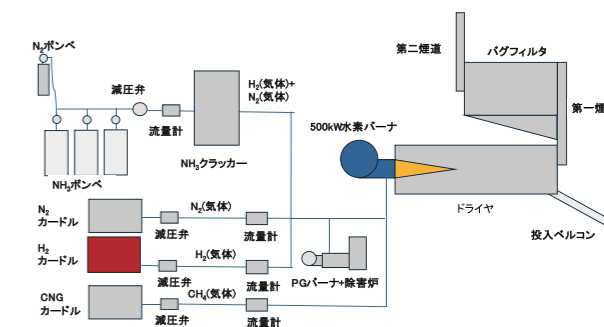 N₂ボンベ
減圧弁
流量計
NH₃ボンベ
NH₃クラッカー
H₂(気体)+
N₂(気体)
第二煙道
バグフィルタ
第一煙
500kW水素バーナ
ドライヤ
投入ベルコン
N₂
カードル
N₂(気体)
減圧弁
流量計
H₂
カードル
H₂(気体)
減圧弁
流量計
PGバーナ+除害炉
CNG
カードル
CH₄(気体)
減圧弁
流量計